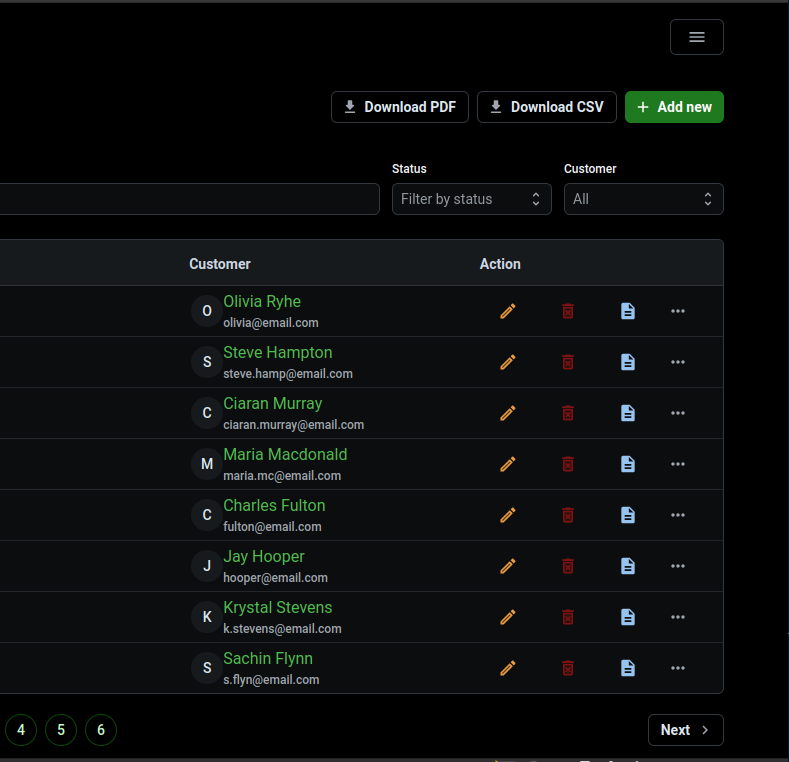 Download PDF Download CSV Add new
Status Customer
Filter by status All
Customer Action
O Olivia Ryhe
olivia@email.com
S Steve Hampton
steve.hamp@email.com
C Ciaran Murray
ciaran.murray@email.com
M Maria Macdonald
maria.mc@email.com
C Charles Fulton
fulton@email.com
J Jay Hooper
hooper@email.com
K Krystal Stevens
k.stevens@email.com
S Sachin Flynn
s.flyn@email.com
4 5 6 Next